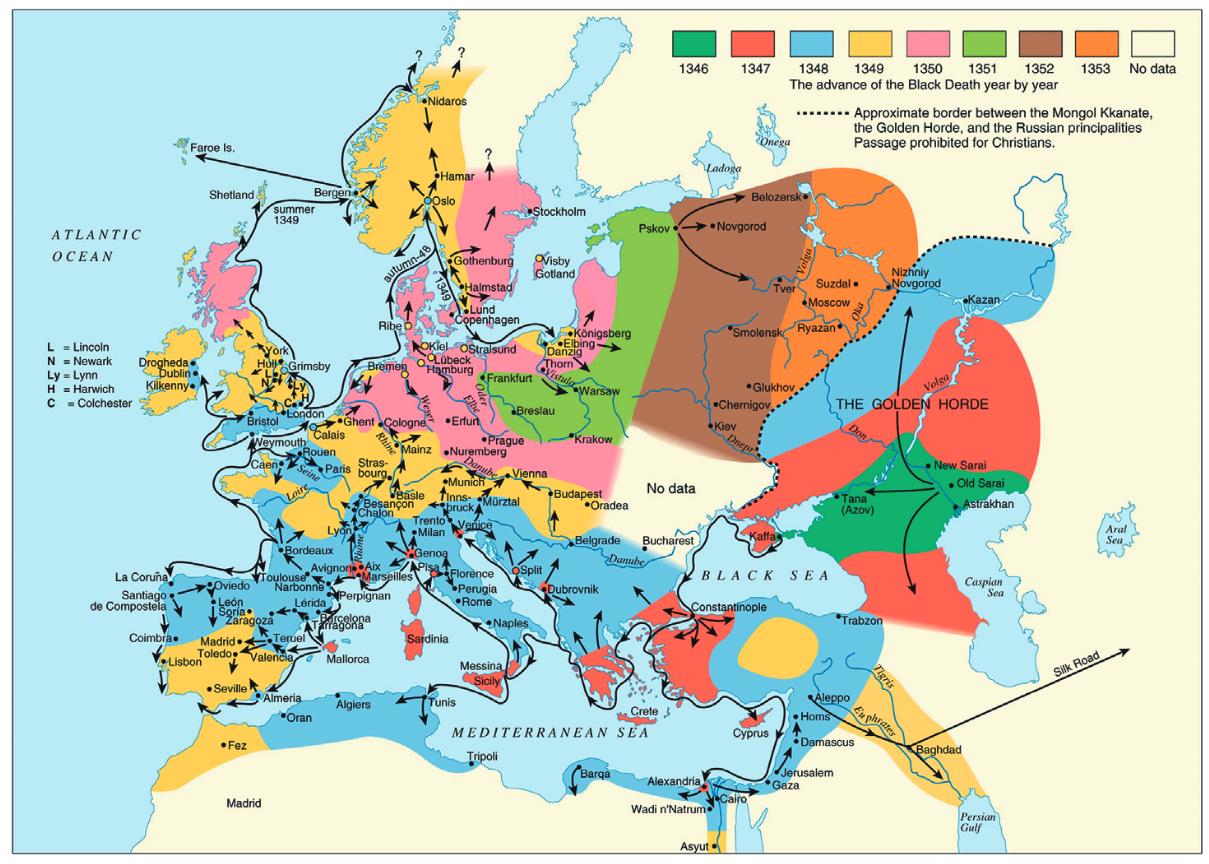 1346 1347 1348 1349 1350 1351 1352 1353 No data
The advance of the Black Death year by year
Approximate border between the Mongol Kkanate,
the Golden Horde, and the Russian principalities
Passage prohibited for Christians.
?
?
Nidaros
Onega
Faroe Is.
Ladoga
?
Hamar
Shetland
Bergen
Oslo
Belozersk
summer
1349
Stockholm
ATLANTIC
OCEAN
Pskov
Novgorod
autumn-48
Gothenburg
Visby
Gotland
Volga
1349
Halmstad
Tver
Suzdal
Nizhniy
Novgorod
Kazan
Lund
Copenhagen
Moscow
Oka
Ribe
Königsberg
Smolensk
Ryazan
L = Lincoln
N = Newark
Ly = Lynn
H = Harwich
C = Colchester
York
Hull
Grimsby
L
N
Ly
H
C
Drogheda
Dublin
Kilkenny
Kiel
Stralsund
Elbing
Danzig
Lübeck
Hamburg
Bremen
Thorn
Vistula
Frankfurt
Warsaw
Oder
Glukhov
Volga
London
Bristol
Weser
Elbe
Breslau
Chernigov
THE GOLDEN HORDE
Ghent
Cologne
Erfurt
Calais
Weymouth
Prague
Krakow
Kiev
Dnepr
Don
Rouen
Rhine
Mainz
Nuremberg
Caen
Seine
Paris
Stras-
bourg
Danube
Vienna
New Sarai
Munich
No data
Old Sarai
Loire
Basle
Besançon
Inns-
bruck
Mürztal
Budapest
Oradea
Tana
(Azov)
Astrakhan
Chalon
Trento
Venice
Lyon
Milan
Aral
Sea
Bordeaux
Rhône
Genoa
Belgrade
Bucharest
Kaffa
Danube
Avignon
Aix
Marseilles
Pisa
Florence
Split
BLACK SEA
La Coruña
Oviedo
Toulouse
Narbonne
Caspian
Sea
Santiago
de Compostela
León
Soria
Zaragoza
Lérida
Perpignan
Perugia
Rome
Dubrovnik
Constantinople
Barcelona
Tarragona
Trabzon
Naples
Coimbra
Madrid
Teruel
Sardinia
Toledo
Valencia
Mallorca
Lisbon
Messina
Sicily
Silk Road
Tigris
Seville
Almeria
Algiers
Tunis
Aleppo
Oran
Crete
Euphrates
Homs
Cyprus
MEDITERRANEAN SEA
Fez
Damascus
Baghdad
Tripoli
Barqa
Alexandria
Jerusalem
Gaza
Madrid
Cairo
Wadi n'Natrum
Persian
Gulf
Asyut